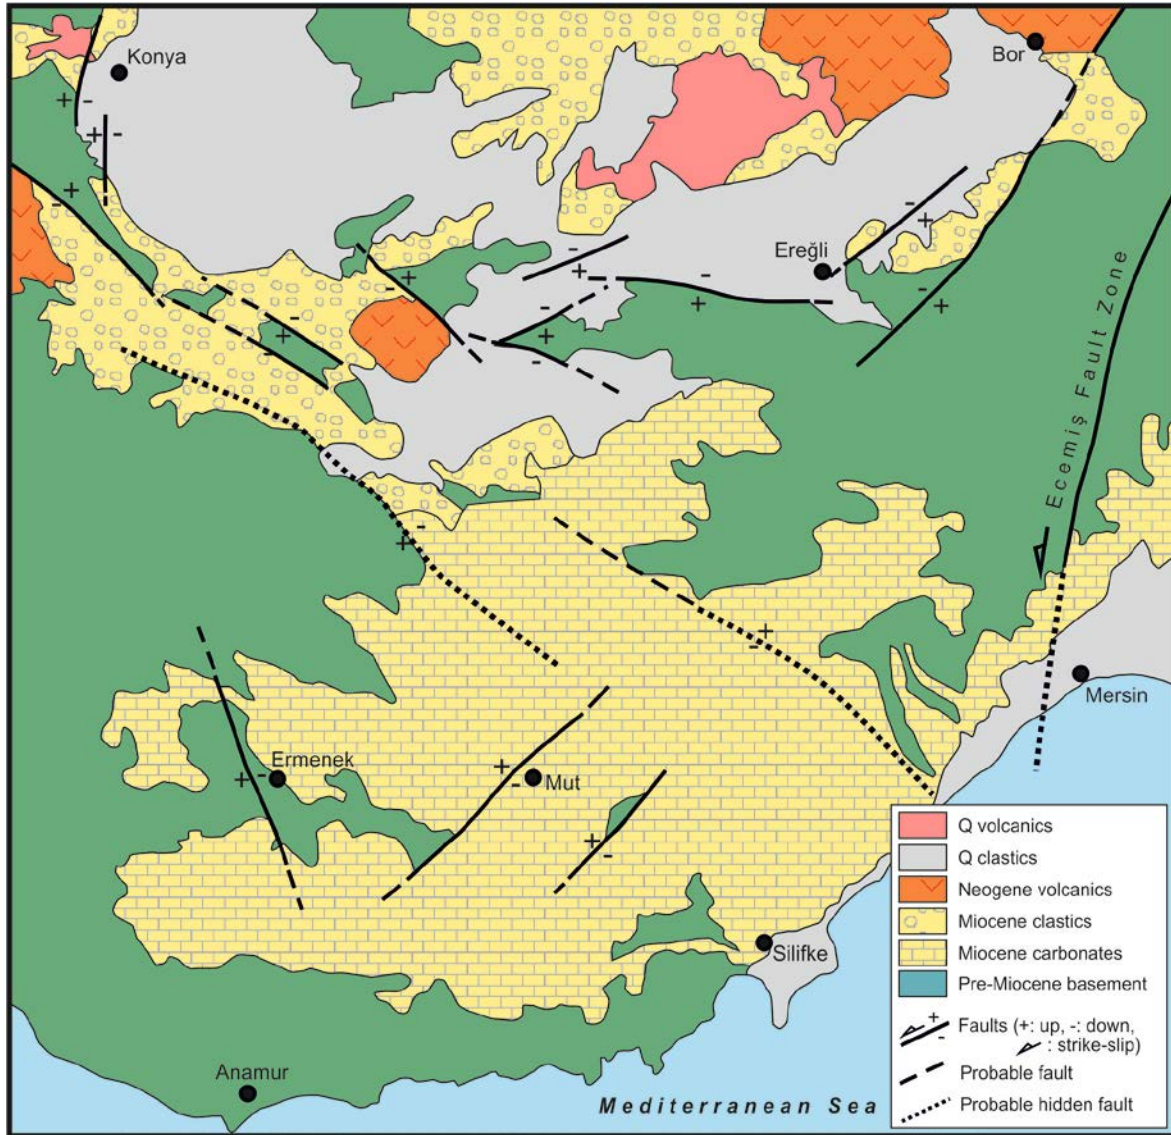 Konya
Bor
Ereğli
Ecemiş Fault Zone
Mersin
Ermenek
Mut
Silifke
Anamur
Mediterranean Sea
Q volcanics
Q clastics
Neogene volcanics
Miocene clastics
Miocene carbonates
Pre-Miocene basement
Faults (+: up, -: down,
: strike-slip)
Probable fault
Probable hidden fault